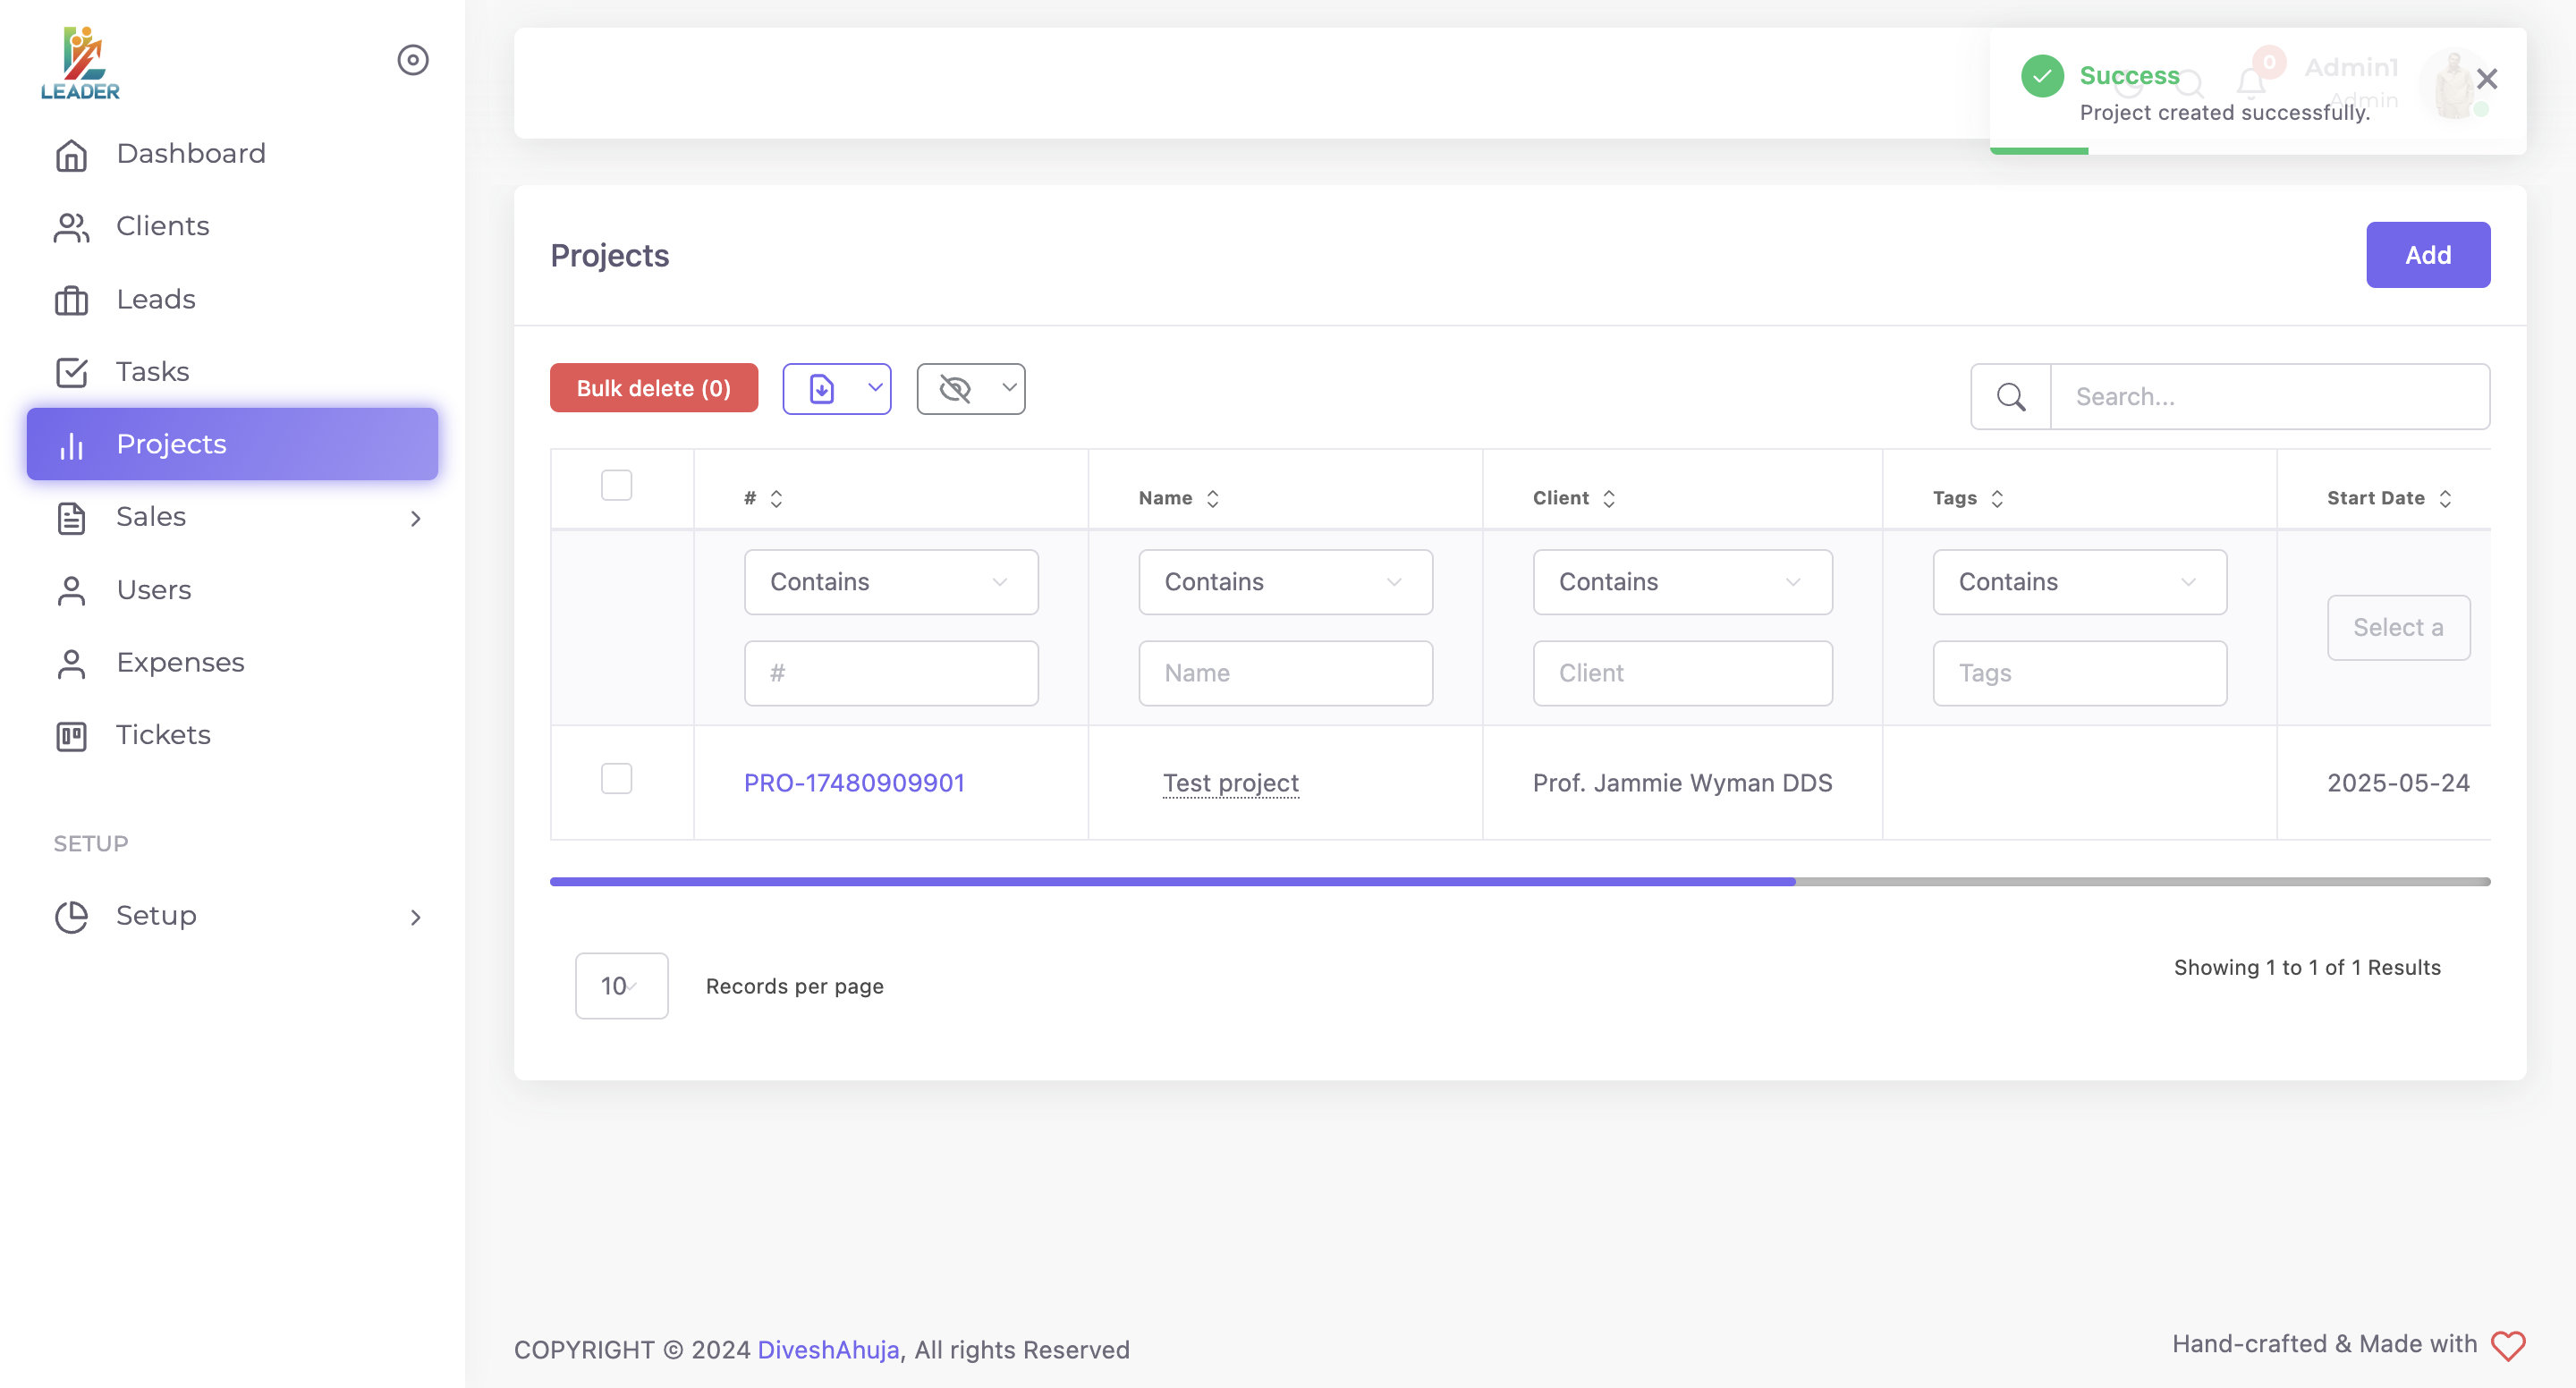 LEADER
Dashboard
Clients
Leads
Tasks
Projects
Sales
Users
Expenses
Tickets
SETUP
Setup
Success
Project created successfully.
0
Admin1
Admin
Projects
Add
Bulk delete (0)
Search...
# Name Client Tags Start Date
Contains Contains Contains Contains
Select a
# Name Client Tags
PRO-17480909901 Test project Prof. Jammie Wyman DDS 2025-05-24
10 Records per page
Showing 1 to 1 of 1 Results
COPYRIGHT © 2024 DiveshAhuja, All rights Reserved
Hand-crafted & Made with